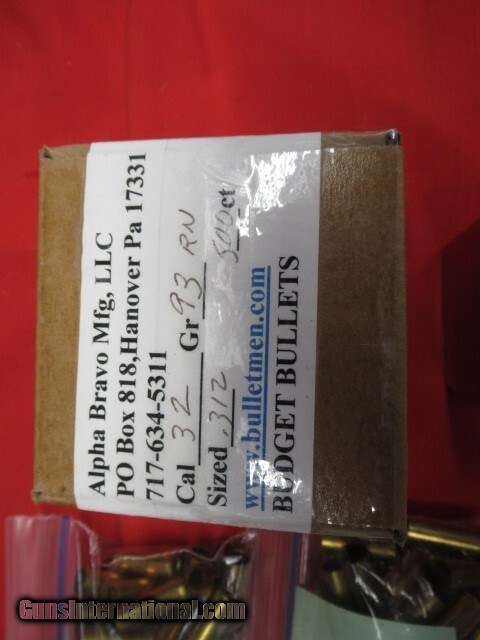 Alpha Bravo Mfg, LLC
PO Box 818,Hanover Pa 17331
717-634-5311
Cal 32 Gr 93 RN
Sized .312 500ct
www.bulletmen.com
BUDGET BULLETS
GunsInternational.com